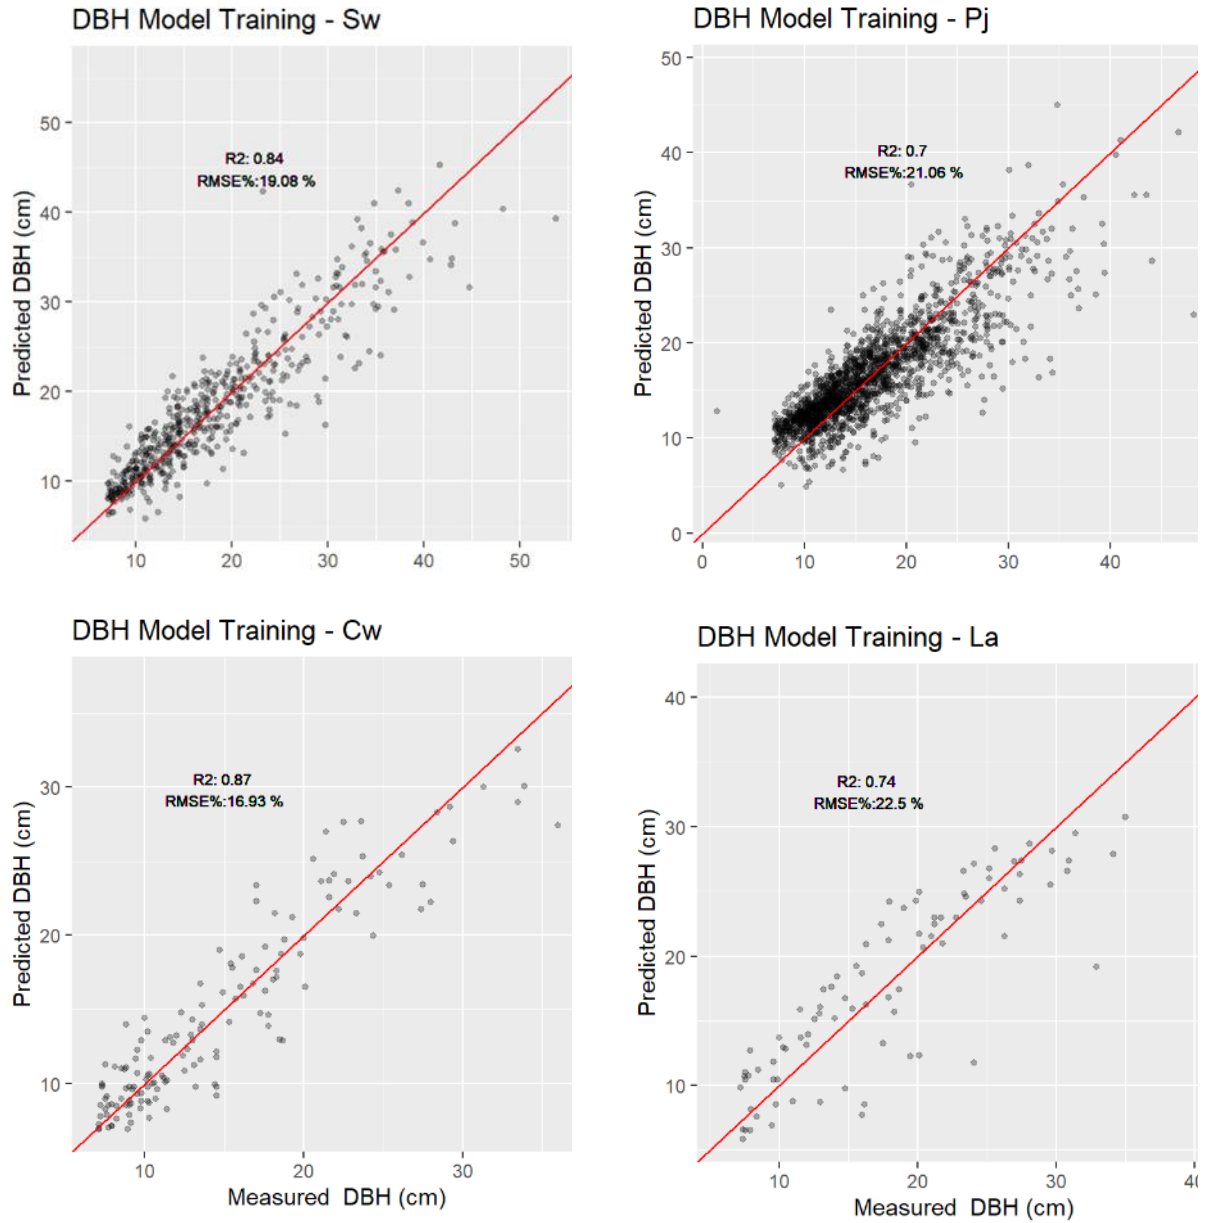 DBH Model Training - Sw
Predicted DBH (cm)
50
40
30
20
10
R2: 0.84
RMSE%:19.08 %
10 20 30 40 50
DBH Model Training - Pj
Predicted DBH (cm)
50
40
30
20
10
0
R2: 0.7
RMSE%:21.06 %
0 10 20 30 40
DBH Model Training - Cw
Predicted DBH (cm)
30
20
10
R2: 0.87
RMSE%:16.93 %
10 20 30
Measured DBH (cm)
DBH Model Training - La
Predicted DBH (cm)
40
30
20
10
R2: 0.74
RMSE%:22.5 %
10 20 30 40
Measured DBH (cm)